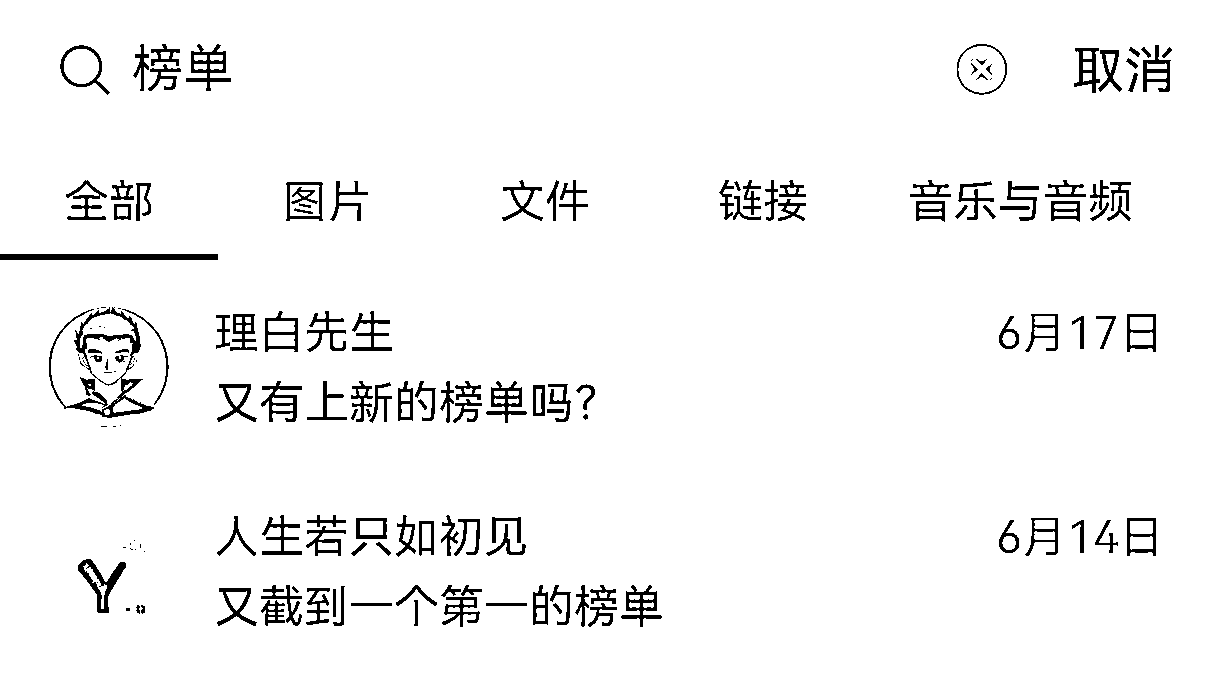 榜单 取消
全部 图片 文件 链接 音乐与音频
理白先生 6月17日
又有上新的榜单吗?
人生若只如初见 6月14日
又截到一个第一的榜单